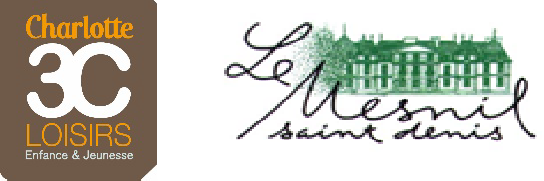 Charlotte
3C
LOISIRS
Enfance & Jeunesse
Le Mesnil
saint denis